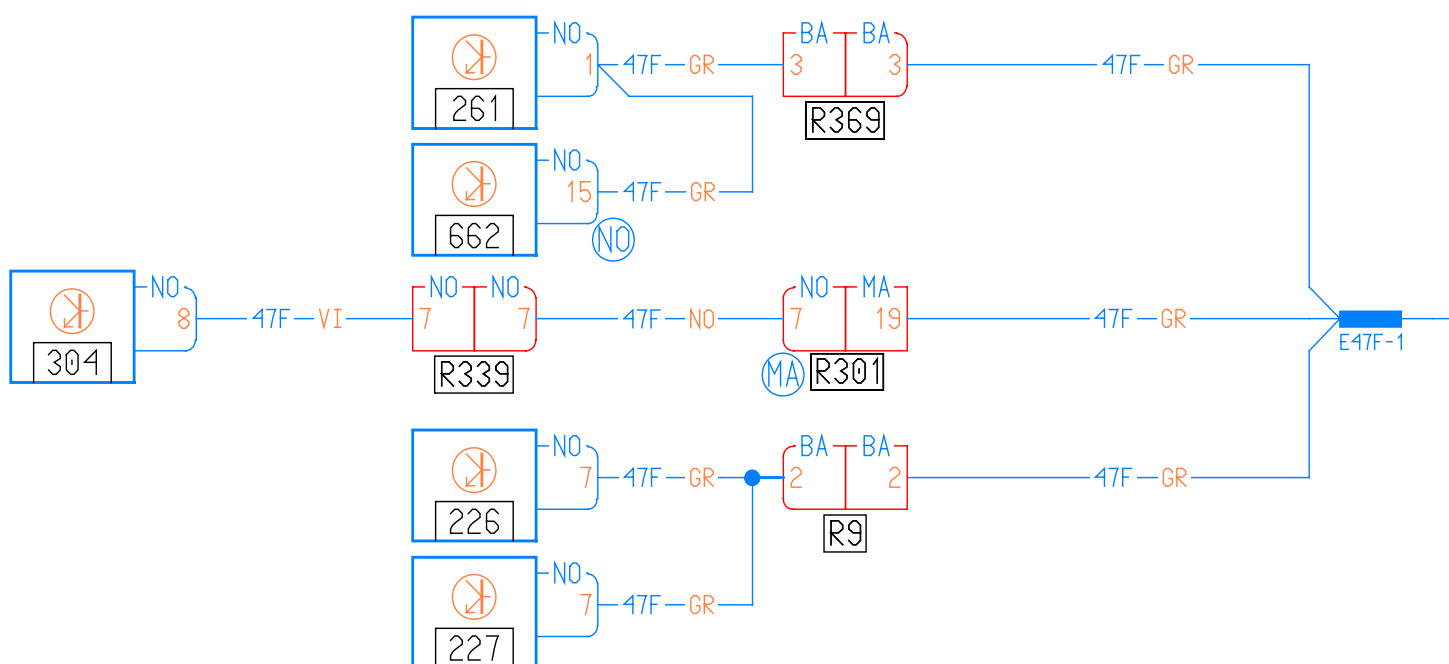 NO BA BA
1 47F GR 3 3 47F GR
261
R369
NO
15 47F GR
662
NO
NO NO NO NO MA
8 47F VI 7 7 47F NO 7 19 47F GR
E47F-1
304
R339
MA
R301
NO BA BA
7 47F GR 2 2 47F GR
226
R9
NO
7 47F GR
227